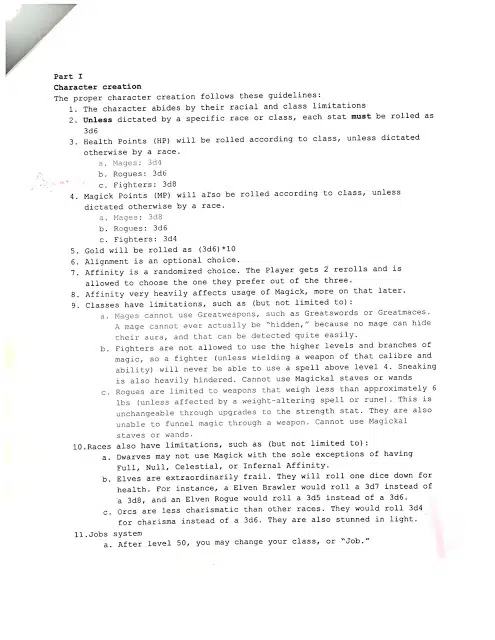 Part I
Character creation
The proper character creation follows these guidelines:
1. The character abides by their racial and class limitations
2. Unless dictated by a specific race or class, each stat must be rolled as
3d6
3. Health Points (HP) will be rolled according to class, unless dictated
otherwise by a race.
a. Mages: 3d4
b. Rogues: 3d6
c. Fighters: 3d8
4. Magick Points (MP) will also be rolled according to class, unless
dictated otherwise by a race.
a. Mages: 3d8
b. Rogues: 3d6
c. Fighters: 3d4
5. Gold will be rolled as (3d6)*10
6. Alignment is an optional choice.
7. Affinity is a randomized choice. The Player gets 2 rerolls and is
allowed to choose the one they prefer out of the three.
8. Affinity very heavily affects usage of Magick, more on that later.
9. Classes have limitations, such as (but not limited to):
a. Mages cannot use Greatweapons, such as Greatswords or Greatmaces.
A mage cannot ever actually be "hidden," because no mage can hide
their aura, and that can be detected quite easily.
b. Fighters are not allowed to use the higher levels and branches of
magic, so a fighter (unless wielding a weapon of that calibre and
ability) will never be able to use a spell above level 4. Sneaking
is also heavily hindered. Cannot use Magickal staves or wands
c. Rogues are limited to weapons that weigh less than approximately 6
lbs (unless affected by a weight-altering spell or rune). This is
unchangeable through upgrades to the strength stat. They are also
unable to funnel magic through a weapon. Cannot use Magickal
staves or wands.
10.Races also have limitations, such as (but not limited to):
a. Dwarves may not use Magick with the sole exceptions of having
Full, Null, Celestial, or Infernal Affinity.
b. Elves are extraordinarily frail. They will roll one dice down for
health. For instance, a Elven Brawler would roll a 3d7 instead of
a 3d8, and an Elven Rogue would roll a 3d5 instead of a 3d6.
c. Orcs are less charismatic than other races. They would roll 3d4
for charisma instead of a 3d6. They are also stunned in light.
11.Jobs system
a. After level 50, you may change your class, or "Job."